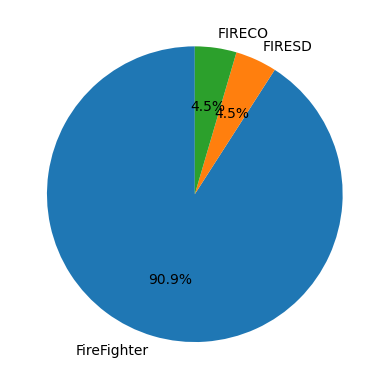 FIRECO
FIRESD
4.5%
4.5%
90.9%
FireFighter